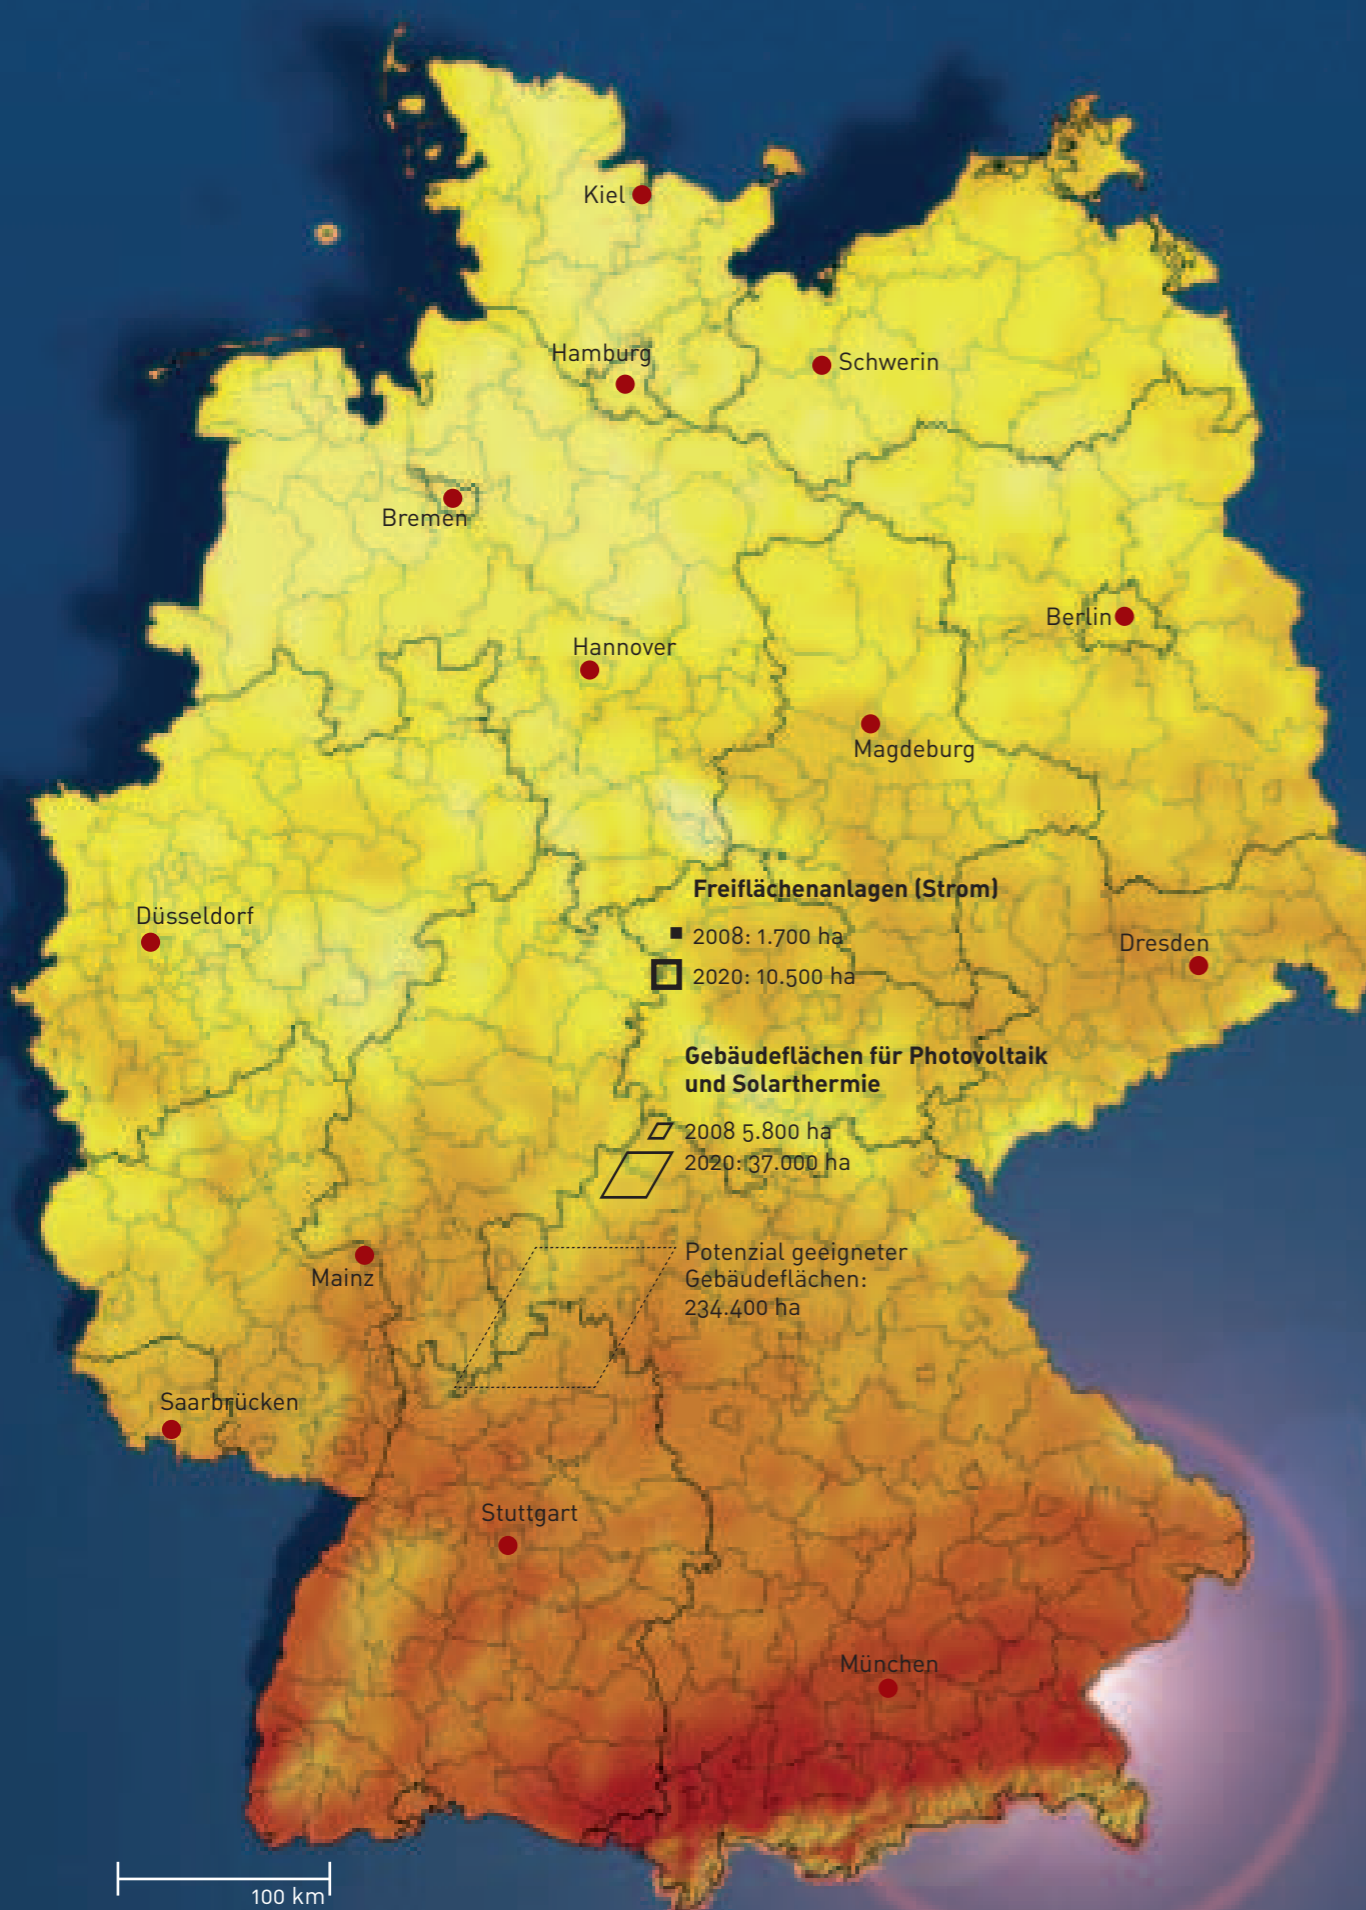 Kiel
Hamburg
Schwerin
Bremen
Berlin
Hannover
Magdeburg
Freiflächenanlagen (Strom)
2008: 1.700 ha
2020: 10.500 ha
Düsseldorf
Dresden
Gebäudeflächen für Photovoltaik
und Solarthermie
2008 5.800 ha
2020: 37.000 ha
Potenzial geeigneter
Gebäudeflächen:
234.400 ha
Mainz
Saarbrücken
Stuttgart
München
100 km